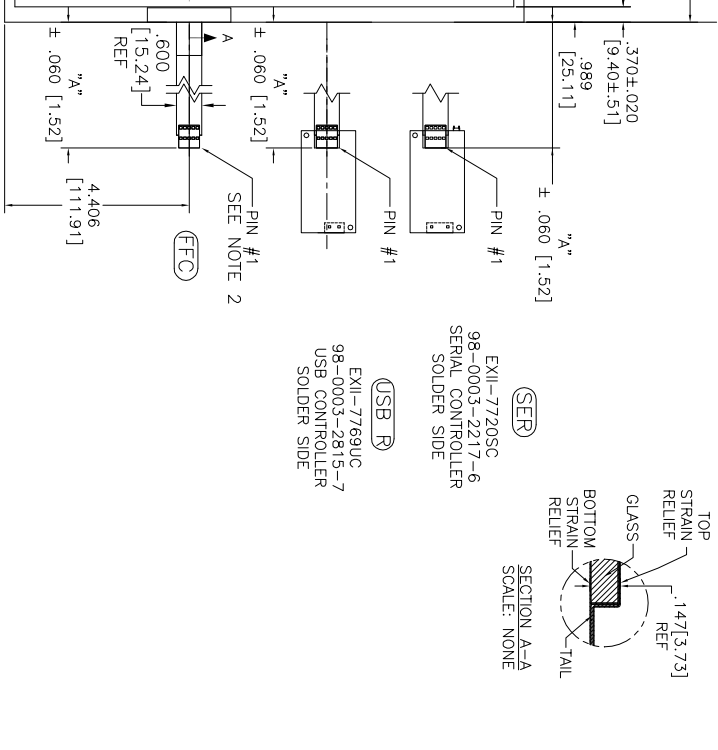 .370±.020
[9.40±.51]
.989
[25.11]
"A"
± .060 [1.52]
"A"
± .060 [1.52]
A
.600
[15.24]
REF
"A"
± .060 [1.52]
4.406
[111.91]
PIN #1
PIN #1
PIN #1
SEE NOTE 2
FFC
SER
EXII-7720SC
98-0003-2217-6
SERIAL CONTROLLER
SOLDER SIDE
USB R
EXII-7769UC
98-0003-2815-7
USB CONTROLLER
SOLDER SIDE
TOP
STRAIN
RELIEF
GLASS
BOTTOM
STRAIN
RELIEF
.147[3.73]
REF
TAIL
SECTION A-A
SCALE: NONE